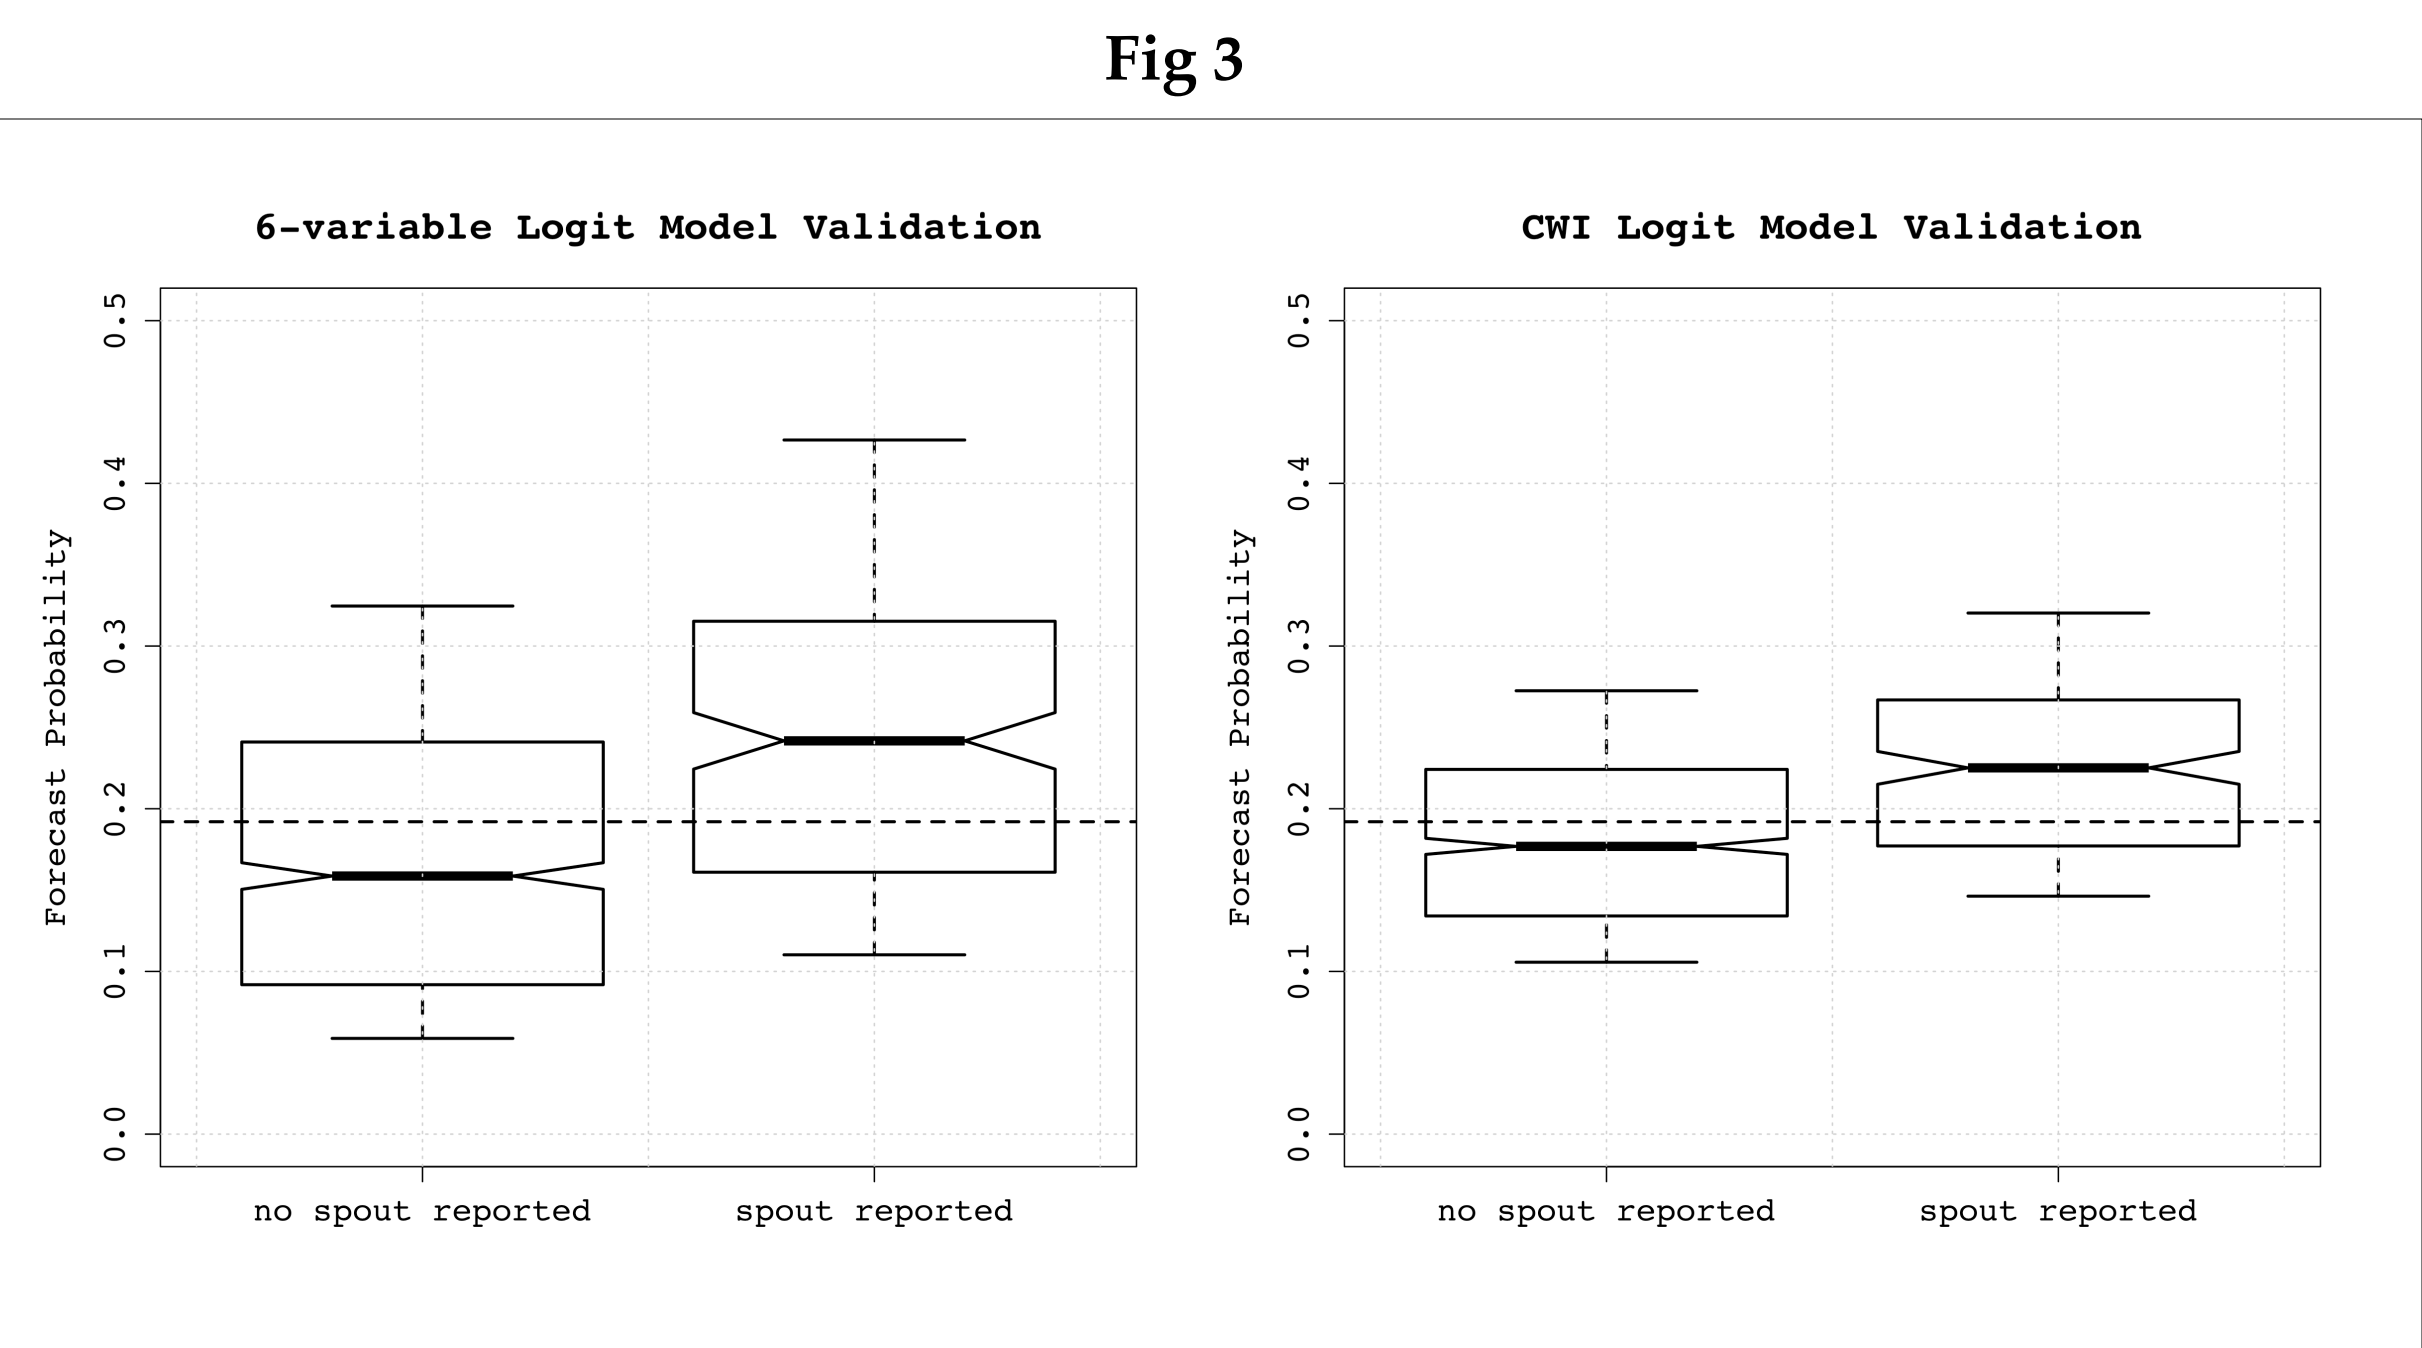 Fig 3
6-variable Logit Model Validation
Forecast Probability
0.5
0.4
0.3
0.2
0.1
0.0
no spout reported
spout reported
CWI Logit Model Validation
Forecast Probability
0.5
0.4
0.3
0.2
0.1
0.0
no spout reported
spout reported